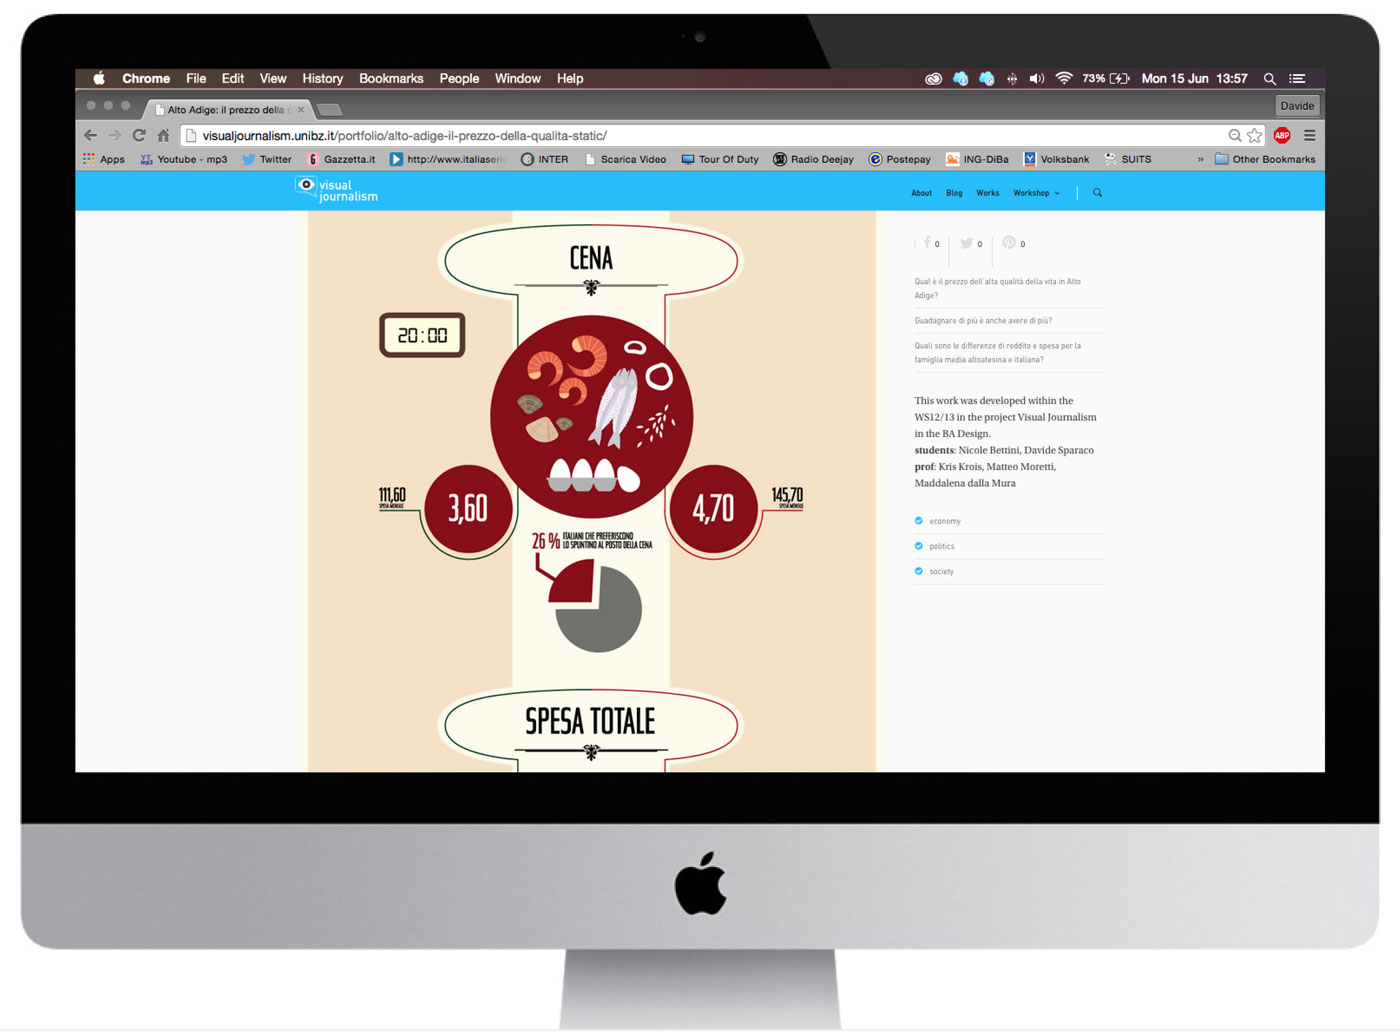 Chrome File Edit View History Bookmarks People Window Help 73% Mon 15 Jun 13:57
Alto Adige: il prezzo della
Davide
visualjournalism.unibz.it/portfolio/alto-adige-il-prezzo-della-qualita-static/
ABP
Apps Youtube - mp3 Twitter Gazzetta.it http://www.italiaserie INTER Scarica Video Tour Of Duty Radio Deejay Postepay ING-DiBa Volksbank SUITS » Other Bookmarks
visual
journalism
About Blog Works Workshop
CENA
20:00
111,60
SPESA MENSILE
3,60
4,70
145,70
SPESA MENSILE
26 % ITALIANI CHE PREFERISCONO
LO SPUNTINO AL POSTO DELLA CENA
SPESA TOTALE
0 0 0
Qual è il prezzo dell'alta qualità della vita in Alto
Adige?
Guadagnare di più è anche avere di più?
Quali sono le differenze di reddito e spesa per la
famiglia media altoatesina e italiana?
This work was developed within the
WS12/13 in the project Visual Journalism
in the BA Design.
students: Nicole Bettini, Davide Sparaco
prof: Kris Krois, Matteo Moretti,
Maddalena dalla Mura
economy
politics
society